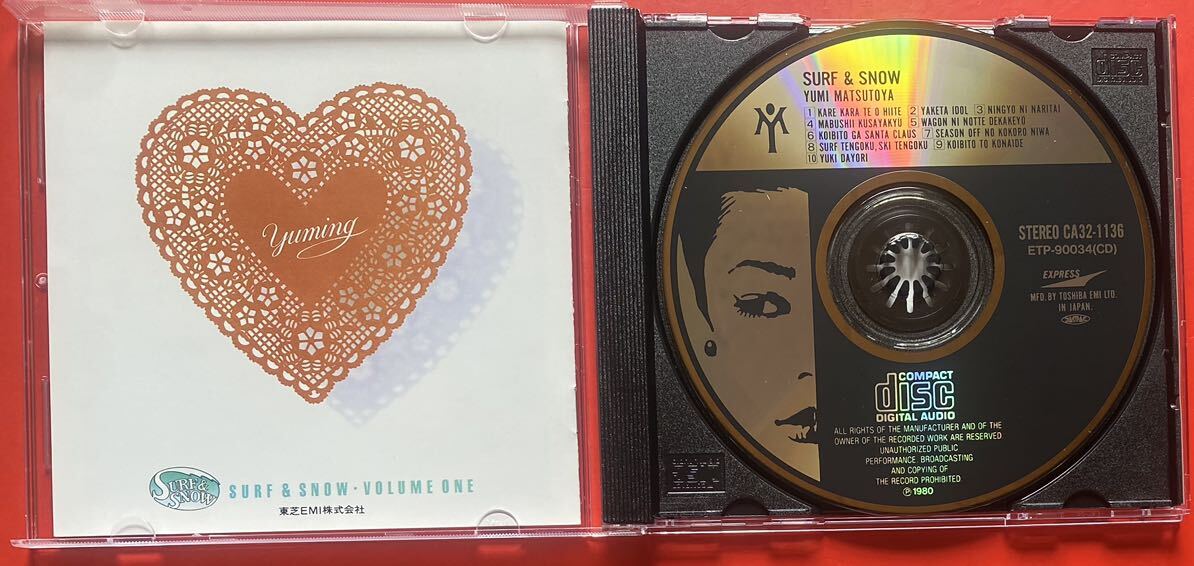 Yuming
SURF & SNOW
SURF & SNOW · VOLUME ONE
東芝EMI株式会社
SURF & SNOW
YUMI MATSUTOYA
1 KARE KARA TE O HIITE 2 YAKETA IDOL 3 NINGYO NI NARITAI
4 MABUSHII KUSAYAKYU 5 WAGON NI NOTTE DEKAKEYO
6 KOIBITO GA SANTA CLAUS 7 SEASON OFF NO KOKORO NIWA
8 SURF TENGOKU, SKI TENGOKU 9 KOIBITO TO KONAIDE
10 YUKI DAYORI
STEREO CA32-1136
ETP-90034(CD)
EXPRESS
MFD. BY TOSHIBA EMI LTD.
IN JAPAN.
COMPACT
disc
DIGITAL AUDIO
ALL RIGHTS OF THE MANUFACTURER AND OF THE
OWNER OF THE RECORDED WORK ARE RESERVED.
UNAUTHORIZED PUBLIC
PERFORMANCE. BROADCASTING
AND COPYING OF
THE RECORD PROHIBITED
Ⓟ 1980